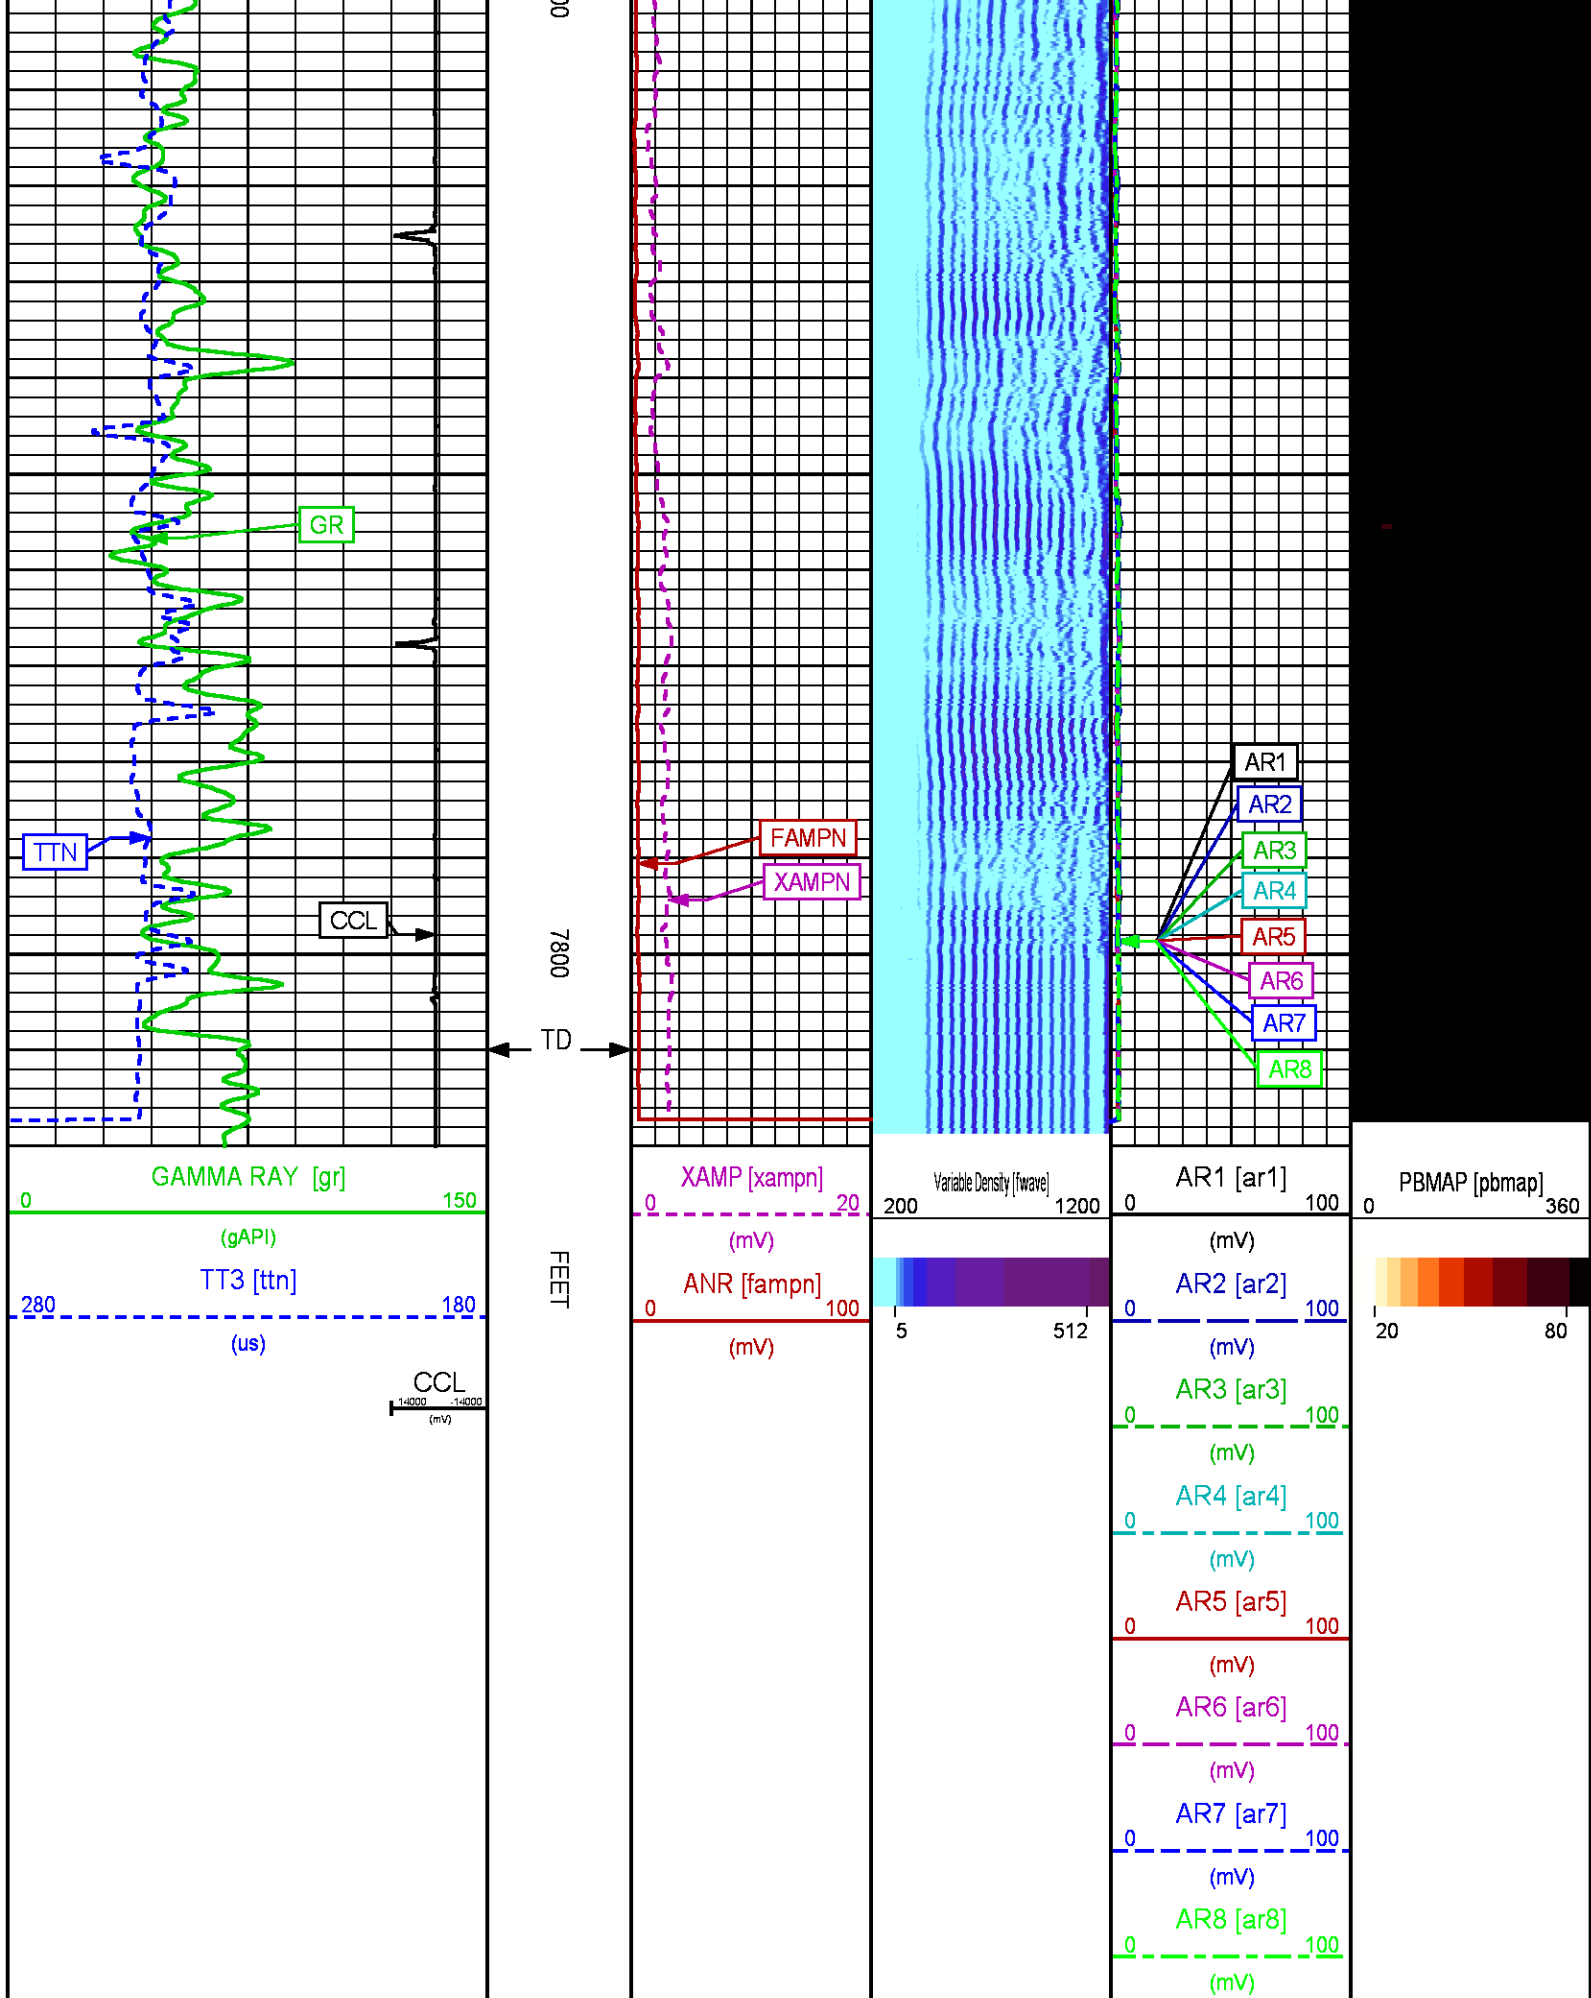 00
GR
AR1
AR2
AR3
AR4
AR5
AR6
AR7
AR8
TTN
FAMPN
XAMPN
CCL
7800
TD
GAMMA RAY [gr]
0 150
(gAPI)
TT3 [ttn]
280 180
(us)
CCL
14000 -14000
(mV)
FEET
XAMP [xampn]
0 20
(mV)
ANR [fampn]
0 100
(mV)
Variable Density [fwave]
200 1200
5 512
AR1 [ar1]
0 100
(mV)
AR2 [ar2]
0 100
(mV)
AR3 [ar3]
0 100
(mV)
AR4 [ar4]
0 100
(mV)
AR5 [ar5]
0 100
(mV)
AR6 [ar6]
0 100
(mV)
AR7 [ar7]
0 100
(mV)
AR8 [ar8]
0 100
(mV)
PBMAP [pbmap]
0 360
20 80